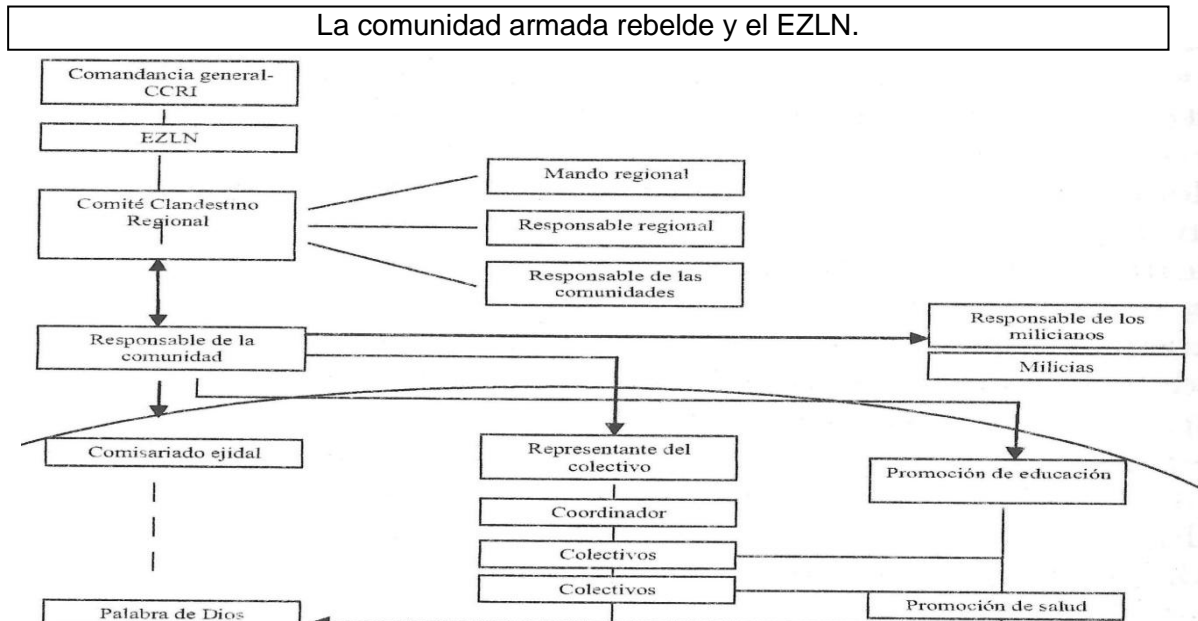 La comunidad armada rebelde y el EZLN.
Comandancia general-
CCRI
EZLN
Comité Clandestino
Regional
Mando regional
Responsable regional
Responsable de las
comunidades
Responsable de la
comunidad
Responsable de los
milicianos
Milicias
Comisariado ejidal
Representante del
colectivo
Promoción de educación
Coordinador
Colectivos
Colectivos
Palabra de Dios
Promoción de salud